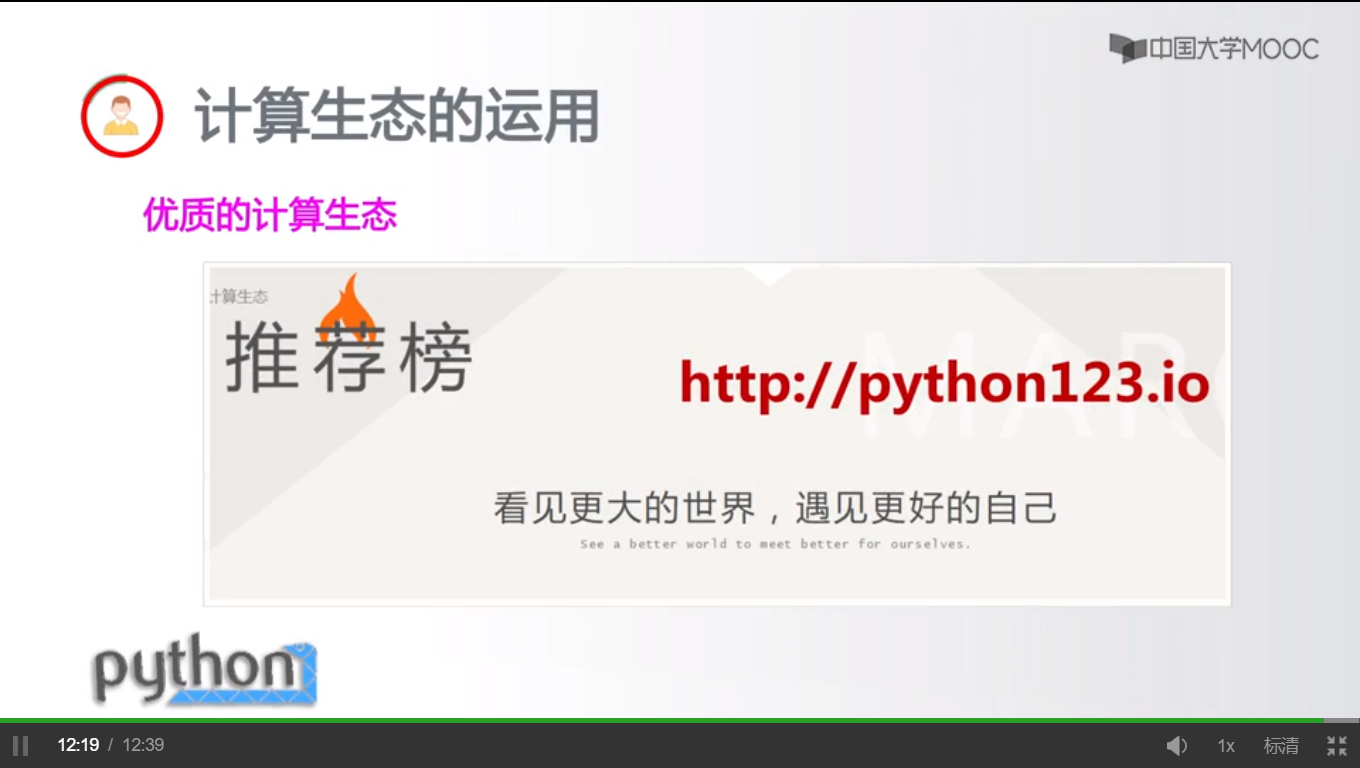 中国大学MOOC
计算生态的运用
优质的计算生态
计算生态
推荐榜
http://python123.io
看见更大的世界，遇见更好的自己
See a better world to meet better for ourselves.
python
12:19 / 12:39
1x
标清